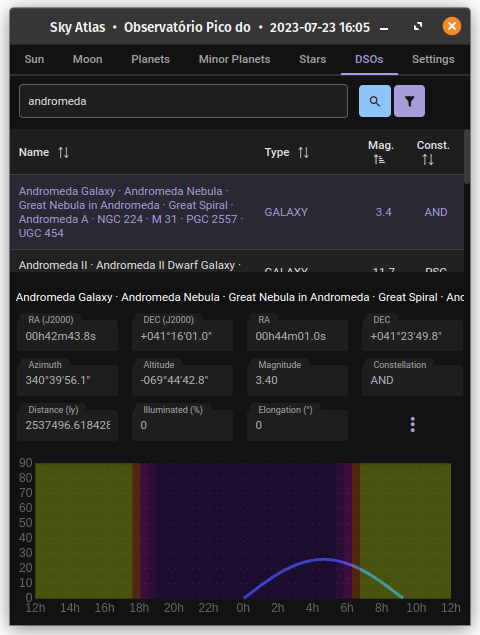 Sky Atlas • Observatório Pico do • 2023-07-23 16:05
Sun Moon Planets Minor Planets Stars DSOs Settings
andromeda
Name Type Mag. Const.
Andromeda Galaxy · Andromeda Nebula ·
Great Nebula in Andromeda · Great Spiral ·
Andromeda A · NGC 224 · M 31 · PGC 2557 ·
UGC 454
GALAXY 3.4 AND
Andromeda II · Andromeda II Dwarf Galaxy ·
GALAXY 11.7 PSC
Andromeda Galaxy · Andromeda Nebula · Great Nebula in Andromeda · Great Spiral ·
RA (J2000) DEC (J2000) RA DEC
00h42m43.8s +041°16'01.0" 00h44m01.0s +041°23'49.8"
Azimuth Altitude Magnitude Constellation
340°39'56.1" -069°44'42.8" 3.40 AND
Distance (ly) Illuminated (%) Elongation (°)
2537496.618428 0 0
90
80
70
60
50
40
30
20
10
0
12h 14h 16h 18h 20h 22h 0h 2h 4h 6h 8h 10h 12h